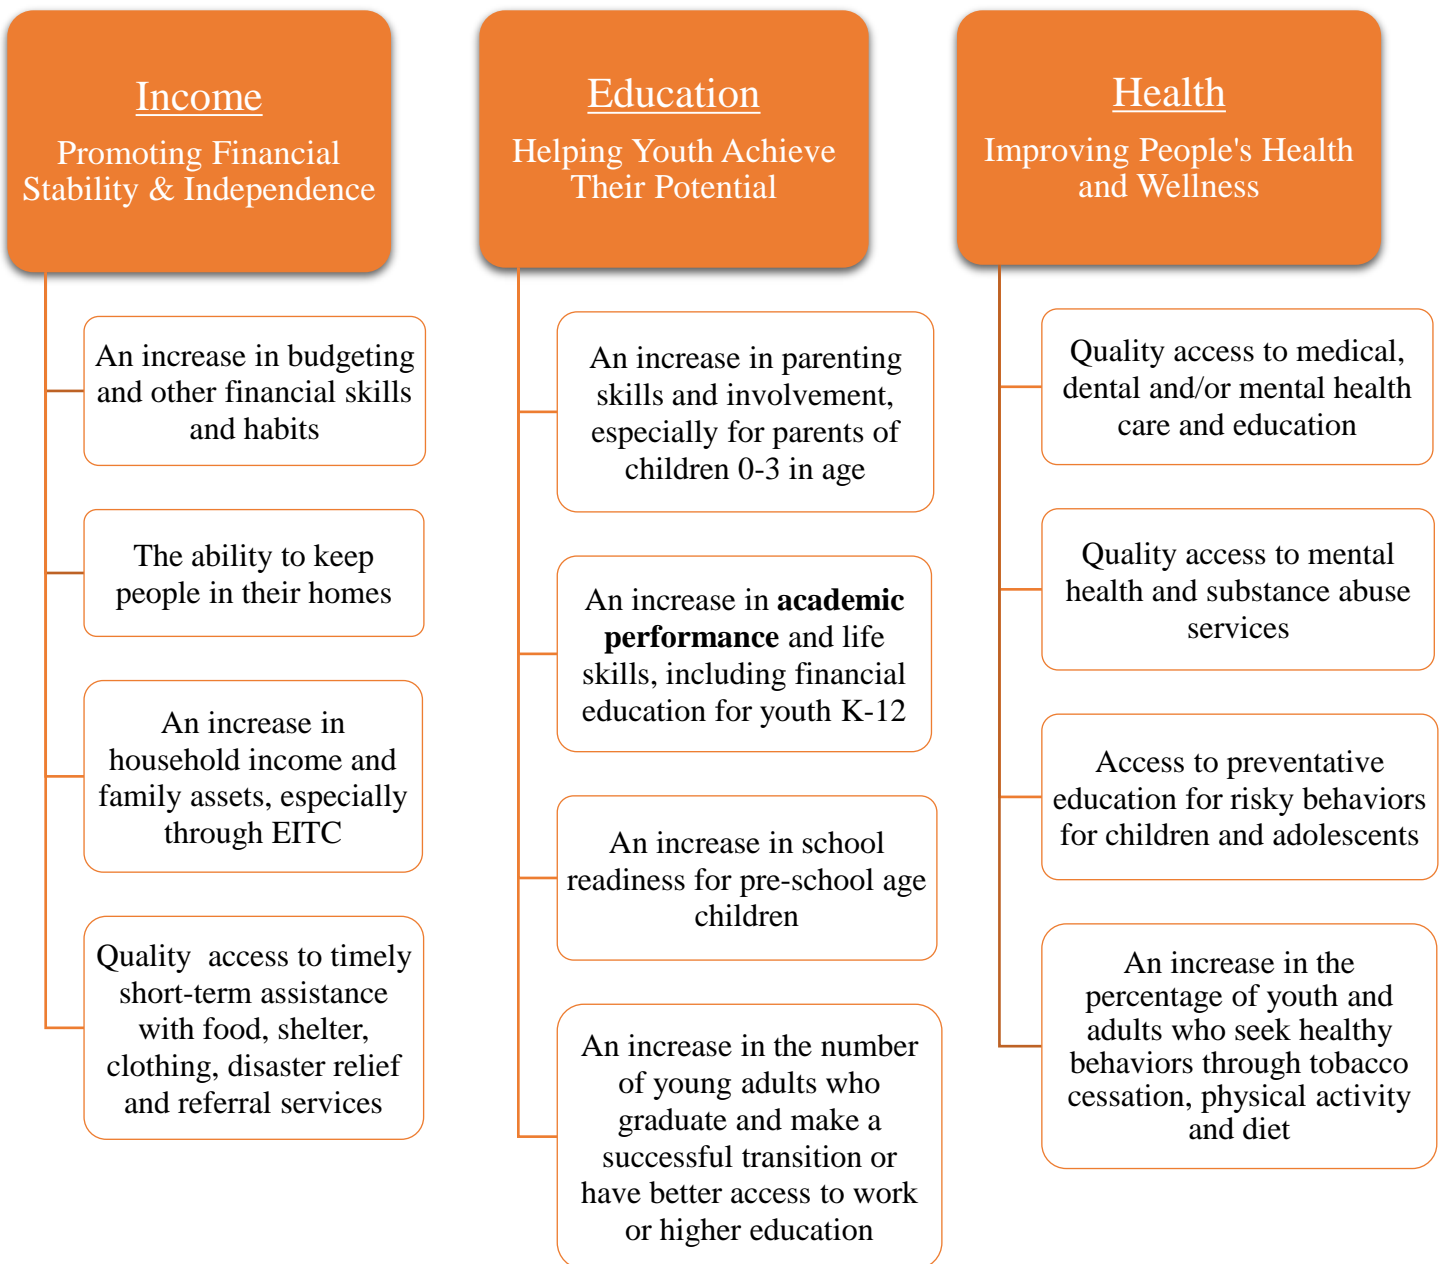 Income
Promoting Financial
Stability & Independence
An increase in budgeting
and other financial skills
and habits
The ability to keep
people in their homes
An increase in
household income and
family assets, especially
through EITC
Quality  access to timely
short-term assistance
with food, shelter,
clothing, disaster relief
and referral services
Education
Helping Youth Achieve
Their Potential
An increase in parenting
skills and involvement,
especially for parents of
children 0-3 in age
An increase in academic
performance and life
skills, including financial
education for youth K-12
An increase in school
readiness for pre-school age
children
An increase in the number
of young adults who
graduate and make a
successful transition or
have better access to work
or higher education
Health
Improving People's Health
and Wellness
Quality access to medical,
dental and/or mental health
care and education
Quality access to mental
health and substance abuse
services
Access to preventative
education for risky behaviors
for children and adolescents
An increase in the
percentage of youth and
adults who seek healthy
behaviors through tobacco
cessation, physical activity
and diet